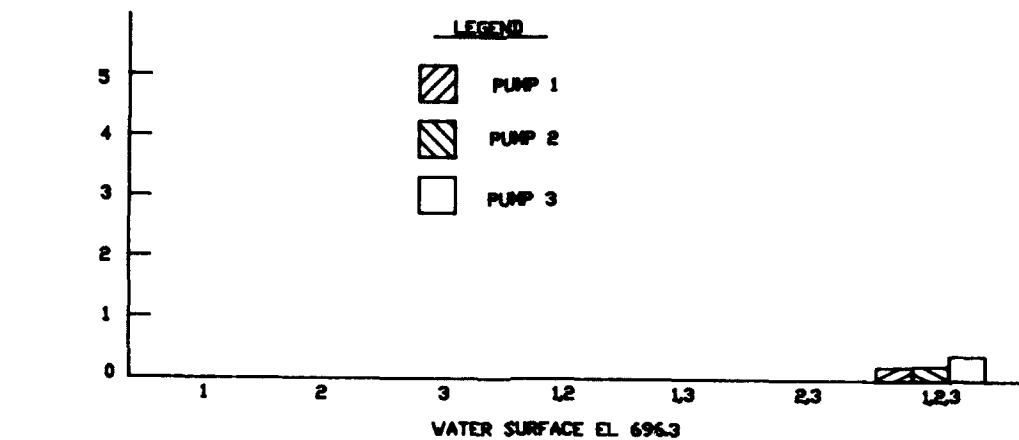 LEGEND
PUMP 1
PUMP 2
PUMP 3
5
4
3
2
1
0
1 2 3 1,2 1,3 2,3 1,2,3
WATER SURFACE EL 696.3